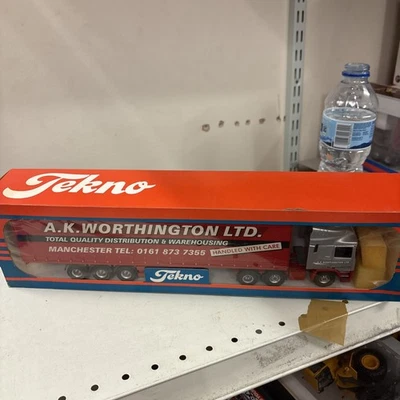 Tekno
A.K.WORTHINGTON LTD.
TOTAL QUALITY DISTRIBUTION & WAREHOUSING
MANCHESTER TEL: 0161 873 7355 HANDLED WITH CARE
Tekno